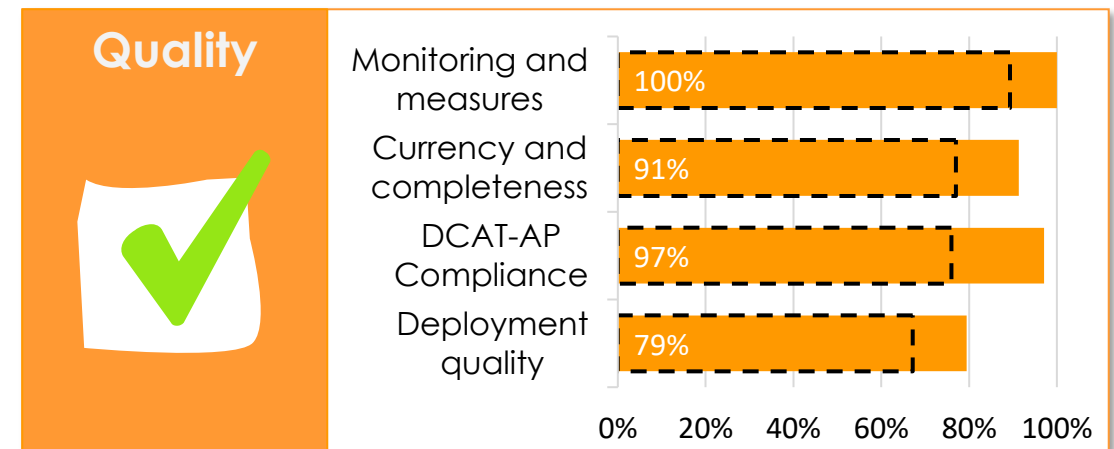 Quality
Monitoring and
measures
100%
Currency and
completeness
91%
DCAT-AP
Compliance
97%
Deployment
quality
79%
0% 20% 40% 60% 80% 100%